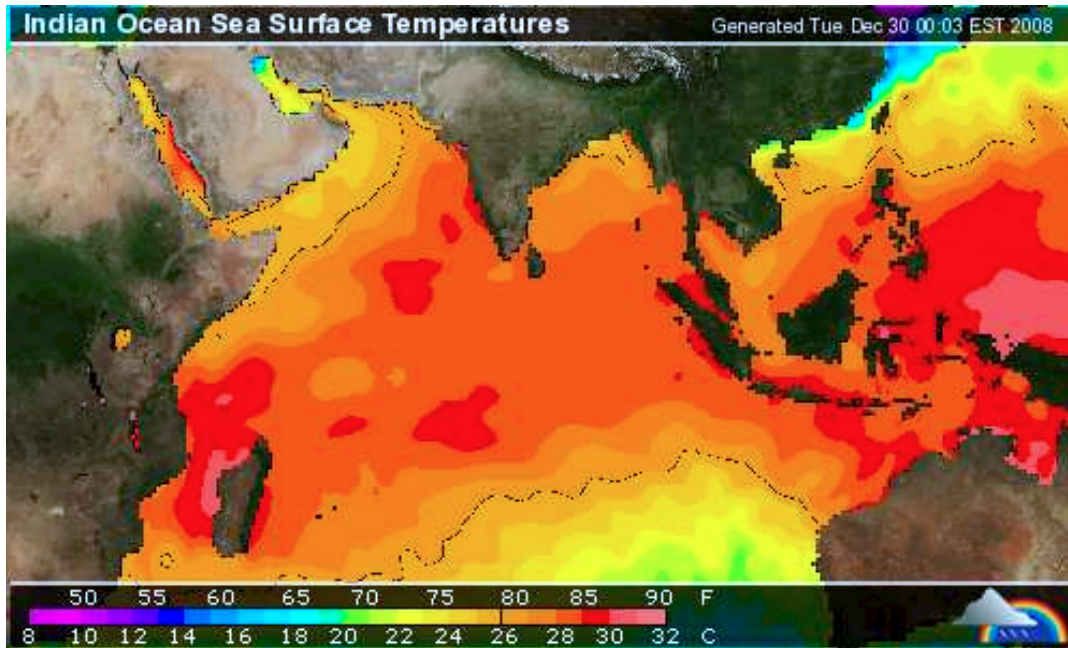 Indian Ocean Sea Surface Temperatures
Generated Tue Dec 30 00:03 EST 2008
50 55 60 65 70 75 80 85 90 F
8 10 12 14 16 18 20 22 24 26 28 30 32 C